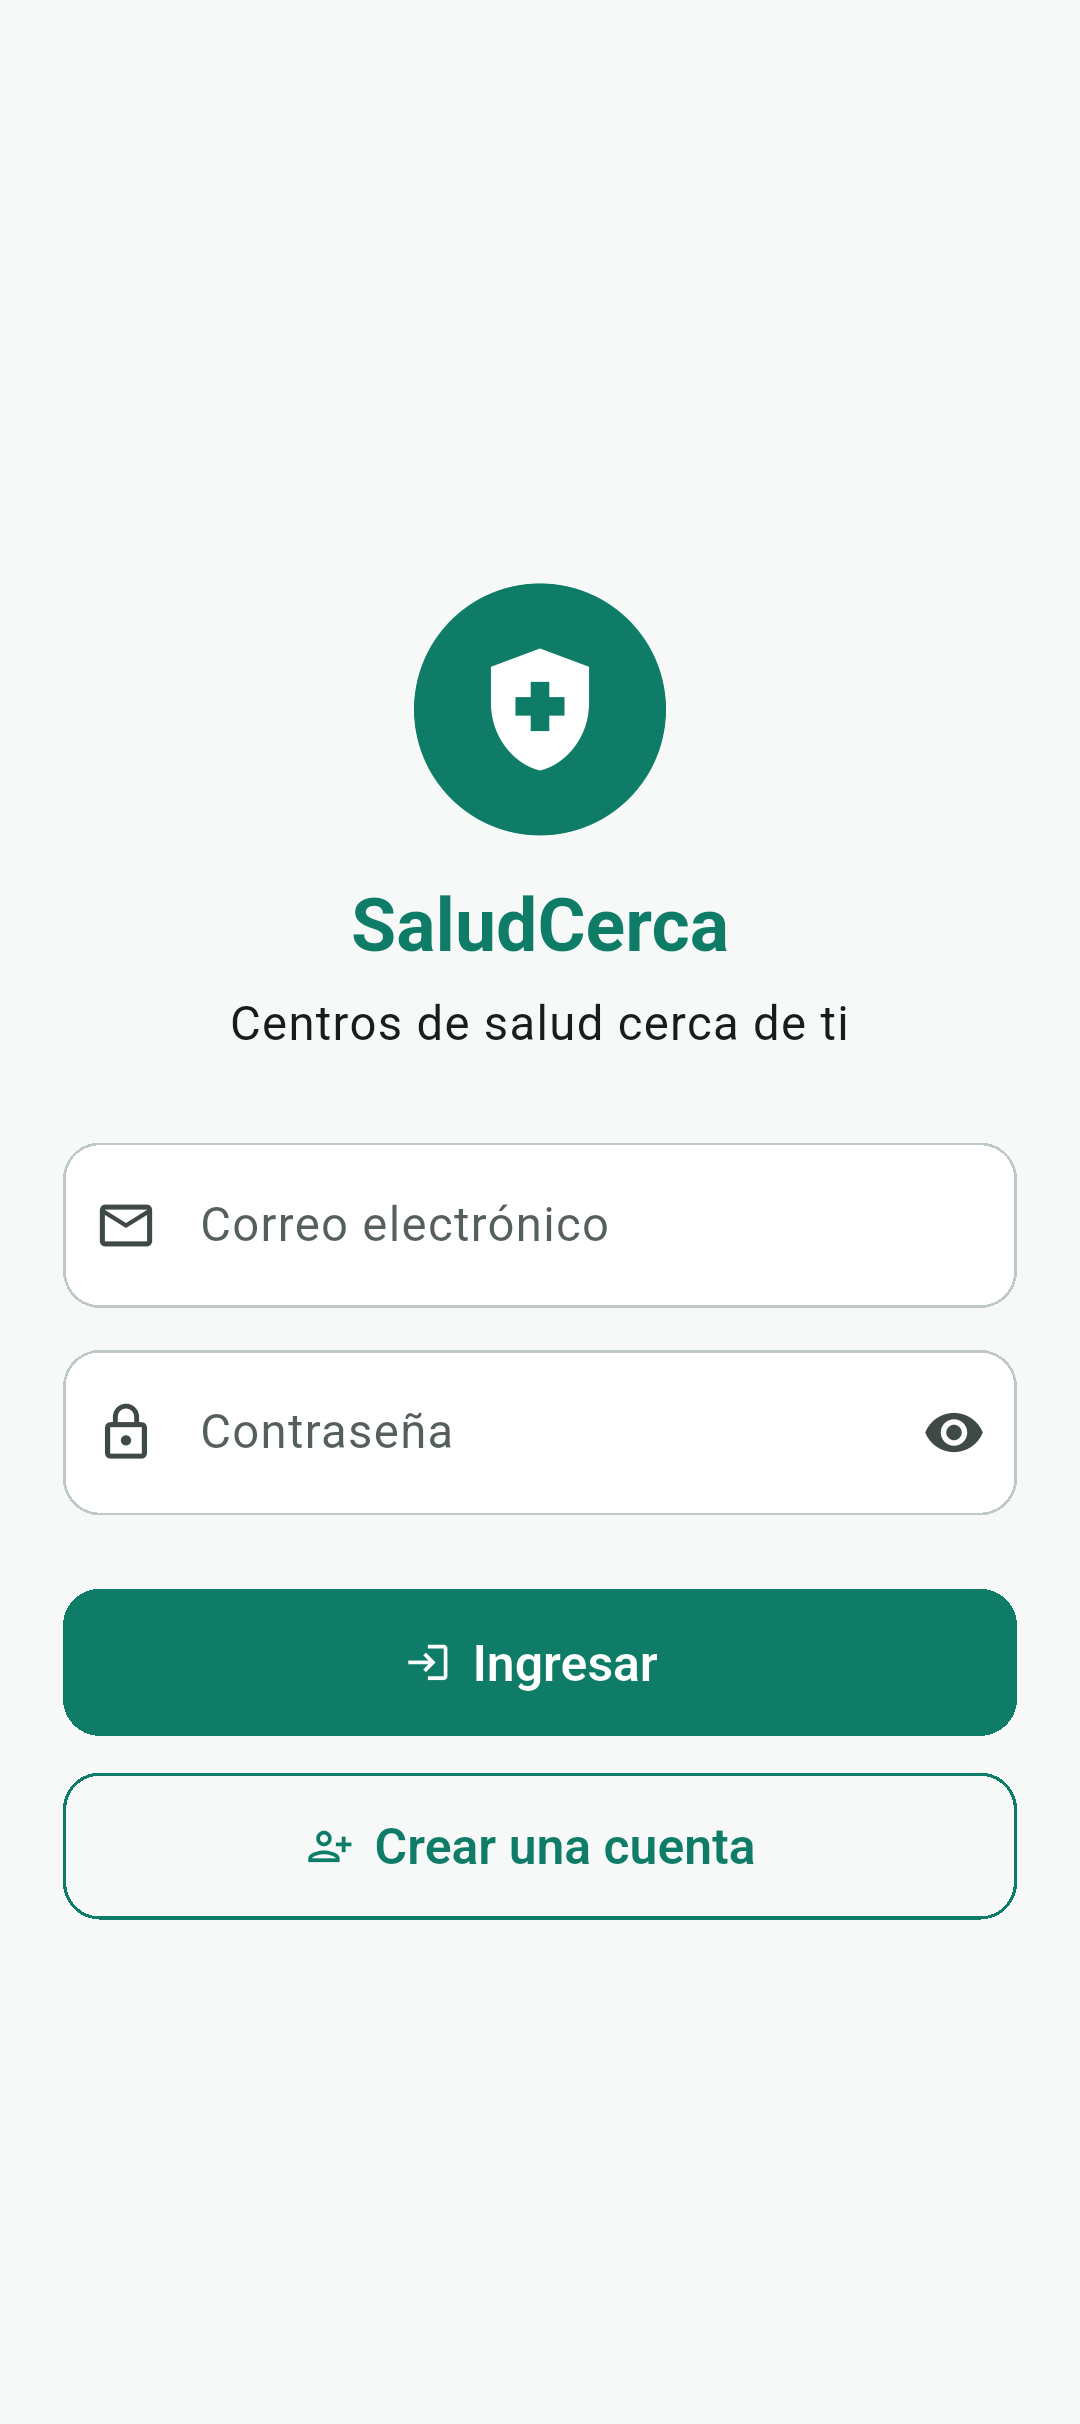 SaludCerca
Centros de salud cerca de ti
Correo electrónico
Contraseña
Ingresar
Crear una cuenta